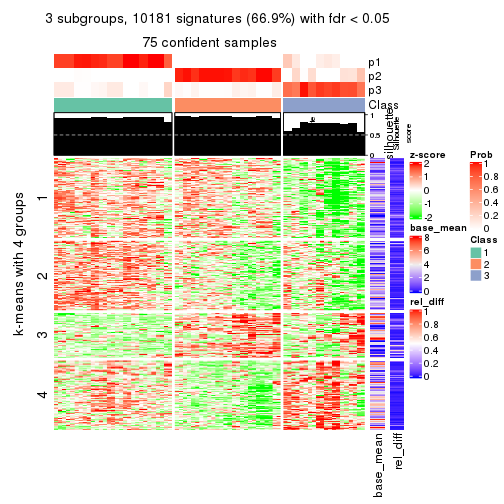 3 subgroups, 10181 signatures (66.9%) with fdr < 0.05
75 confident samples
p1
p2
p3
Class
1
0.5
0
silhouette
Silhouette
score
k-means with 4 groups
1
2
3
4
base_mean
rel_diff
z-score
2
1
0
-1
-2
base_mean
8
6
4
2
0
rel_diff
1
0.8
0.6
0.4
0.2
0
Prob
1
0.8
0.6
0.4
0.2
0
Class
1
2
3